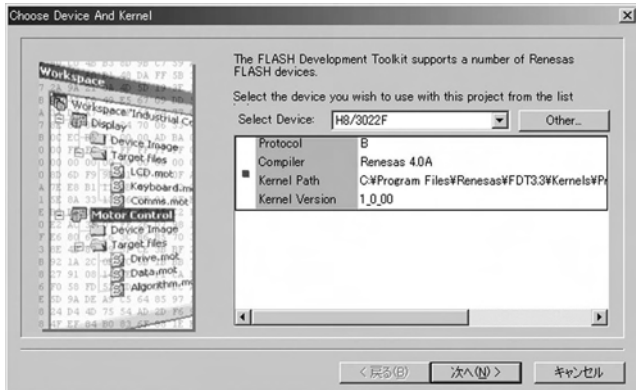 Choose Device And Kernel
The FLASH Development Toolkit supports a number of Renesas
FLASH devices.
Select the device you wish to use with this project from the list
Select Device: H8/3022F Other...
Protocol B
Compiler Renesas 4.0A
Kernel Path C:¥Program Files¥Renesas¥FDT3.3¥Kernels¥Pr
Kernel Version 1_0_00
Workspace
Workspace "Industrial Ce
Display
Device Image
Target files
LCD.mot
Keyboard.m
Comms.mot
Motor Control
Device Image
Target files
Drive.mot
Data.mot
Algorithm.m
< 戻る(B) 次へ(N) > キャンセル